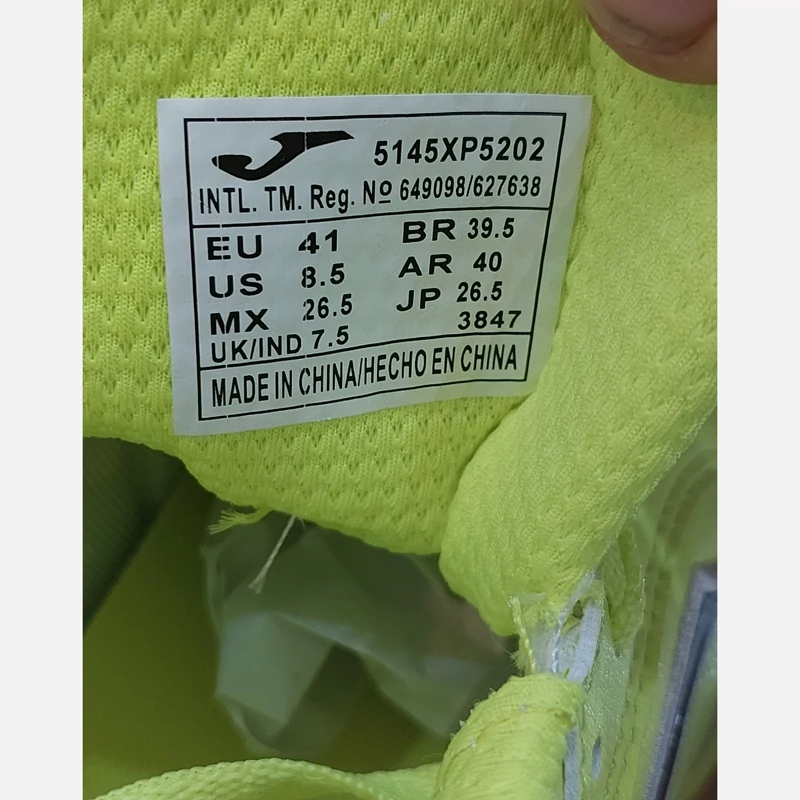 5145XP5202
INTL. TM. Reg. Nº 649098/627638
EU 41 BR 39.5
US 8.5 AR 40
MX 26.5 JP 26.5
UK/IND 7.5 3847
MADE IN CHINA/HECHO EN CHINA